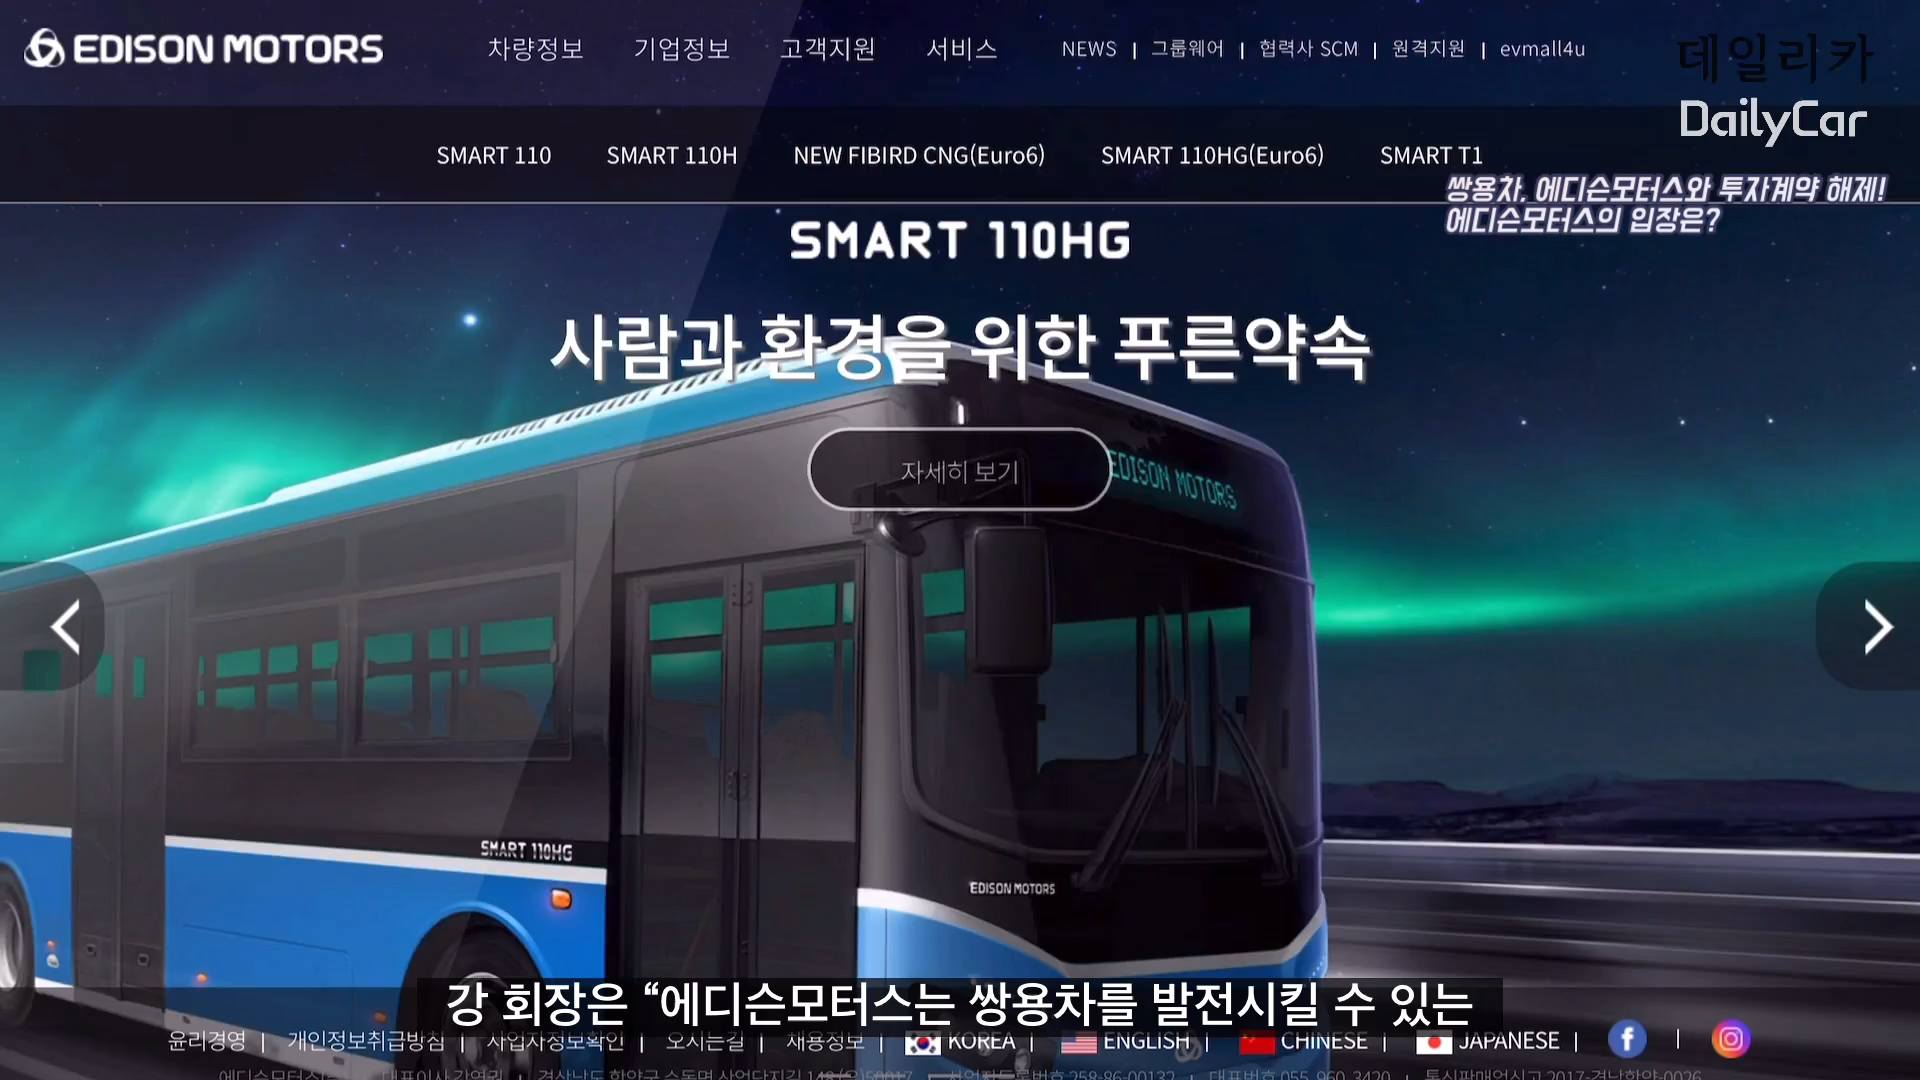 EDISON MOTORS
차량정보 기업정보 고객지원 서비스 NEWS | 그룹웨어 | 협력사 SCM | 원격지원 | evmall4u
데일리카
DailyCar
SMART 110 SMART 110H NEW FIBIRD CNG(Euro6) SMART 110HG(Euro6) SMART T1
쌍용차, 에디슨모터스와 투자계약 해제!
에디슨모터스의 입장은?
SMART 110HG
사람과 환경을 위한 푸른약속
자세히 보기
EDISON MOTORS
SMART 110HG
EDISON MOTORS
강 회장은 “에디슨모터스는 쌍용차를 발전시킬 수 있는
윤리경영 | 개인정보취급방침 | 사업자정보확인 | 오시는길 | 채용정보 | KOREA | ENGLISH | CHINESE | JAPANESE |